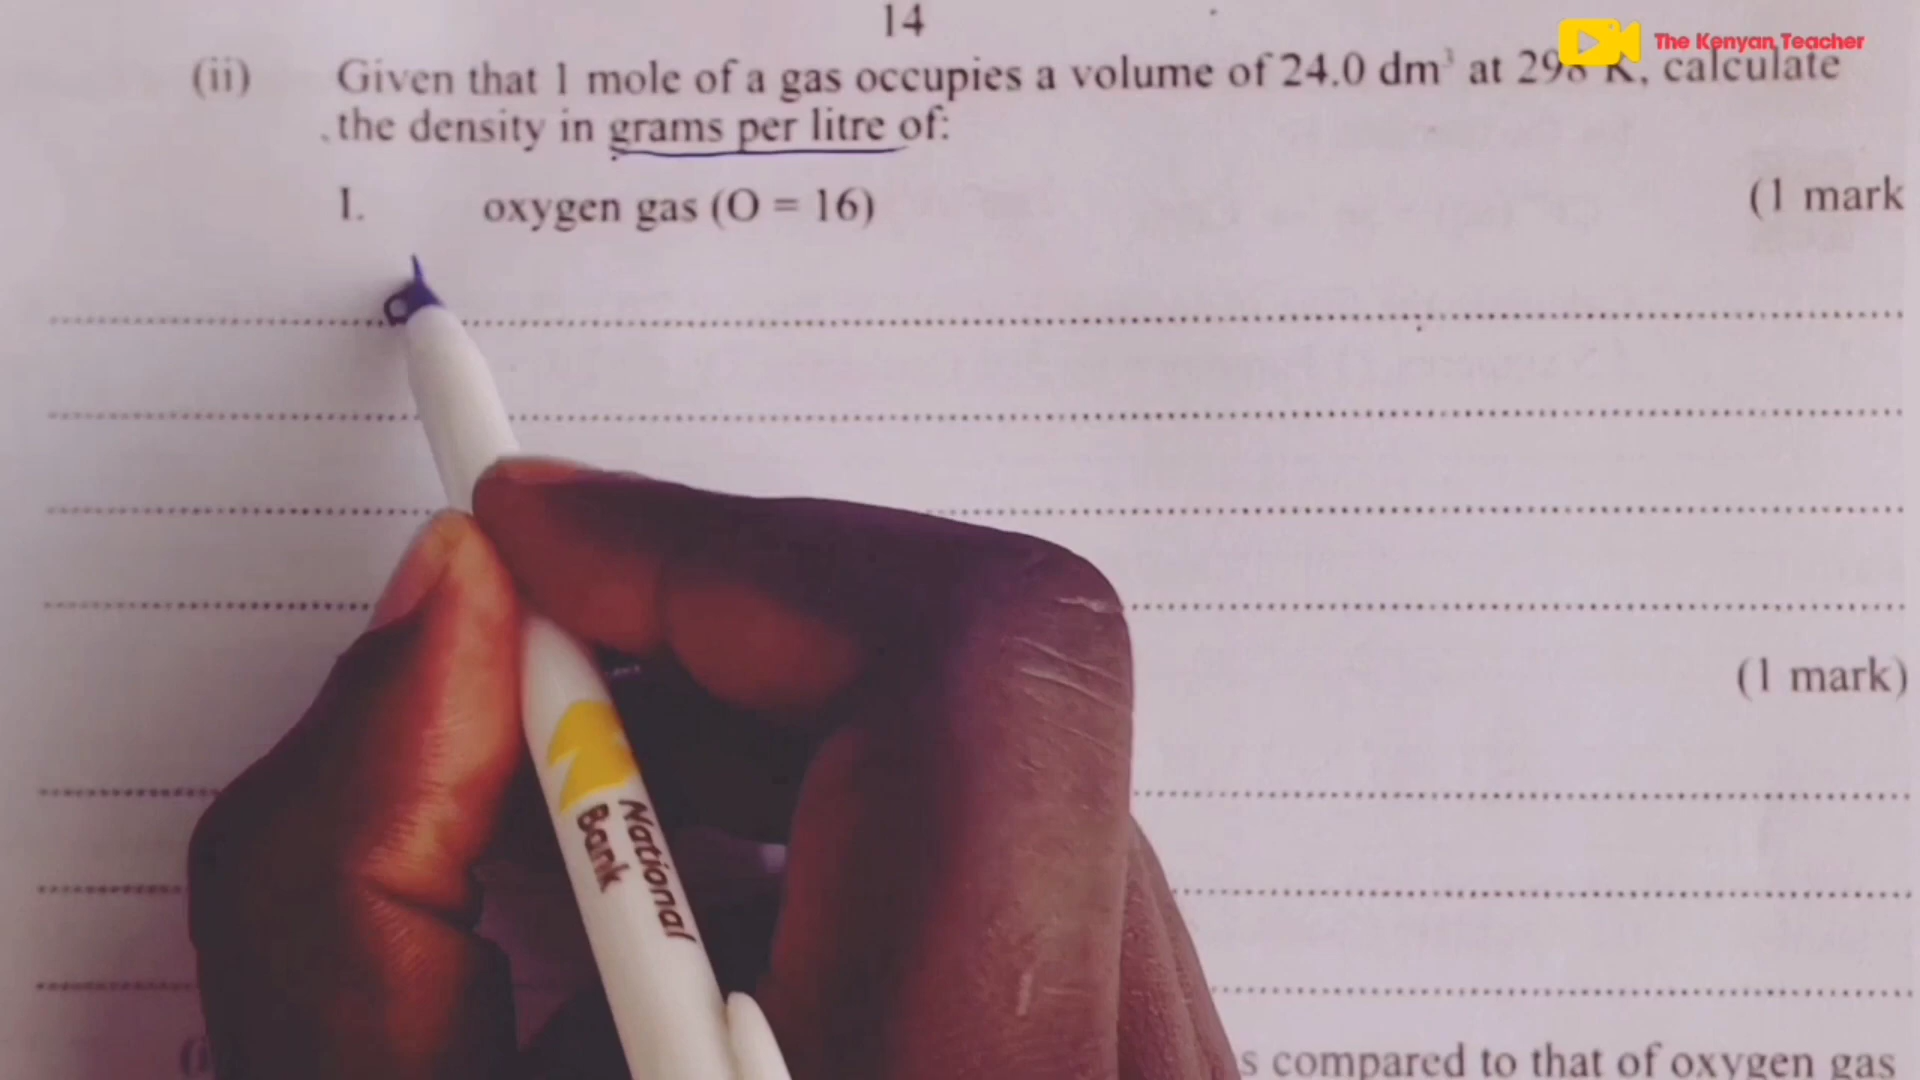 14
The Kenyan Teacher
(ii) Given that 1 mole of a gas occupies a volume of 24.0 dm³ at 298 K, calculate
the density in grams per litre of:
I. oxygen gas (O = 16) (1 mark
(1 mark)
National
Bank
s compared to that of oxygen gas